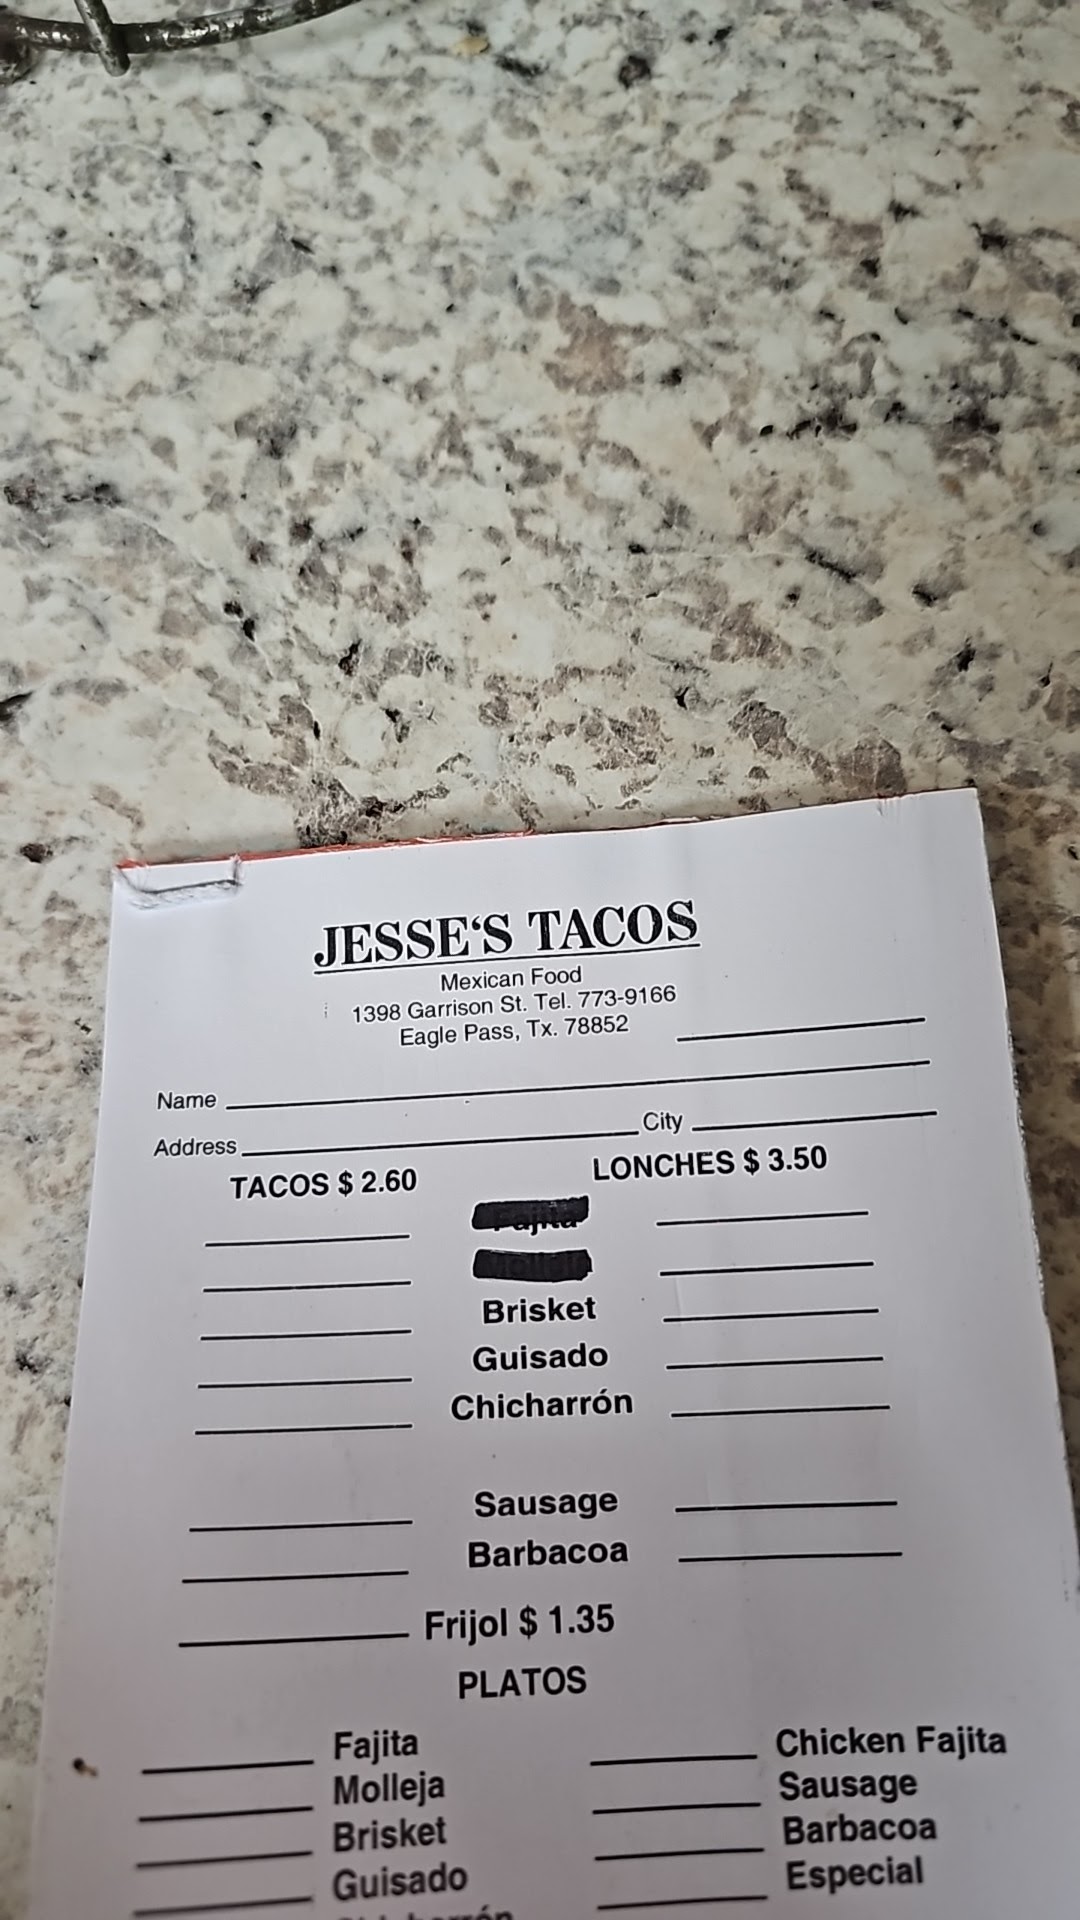 JESSE'S TACOS
Mexican Food
1398 Garrison St. Tel. 773-9166
Eagle Pass, Tx. 78852
Name
Address City
TACOS $ 2.60 LONCHES $ 3.50
Fajita
Brisket
Guisado
Chicharrón
Sausage
Barbacoa
Frijol $ 1.35
PLATOS
Fajita Chicken Fajita
Molleja Sausage
Brisket Barbacoa
Guisado Especial